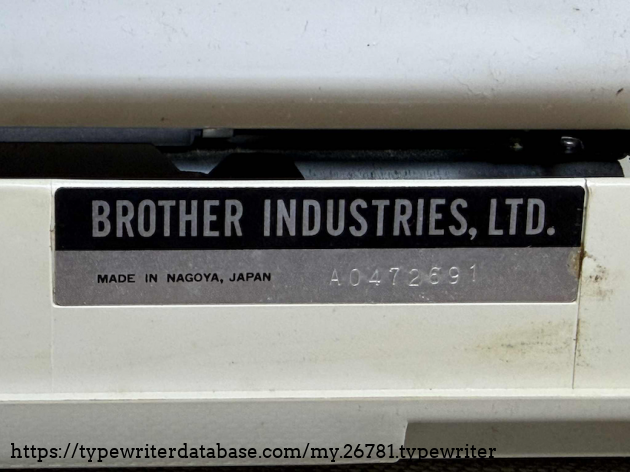 BROTHER INDUSTRIES, LTD.
MADE IN NAGOYA, JAPAN A0472691
https://typewriterdatabase.com/my.26781.typewriter